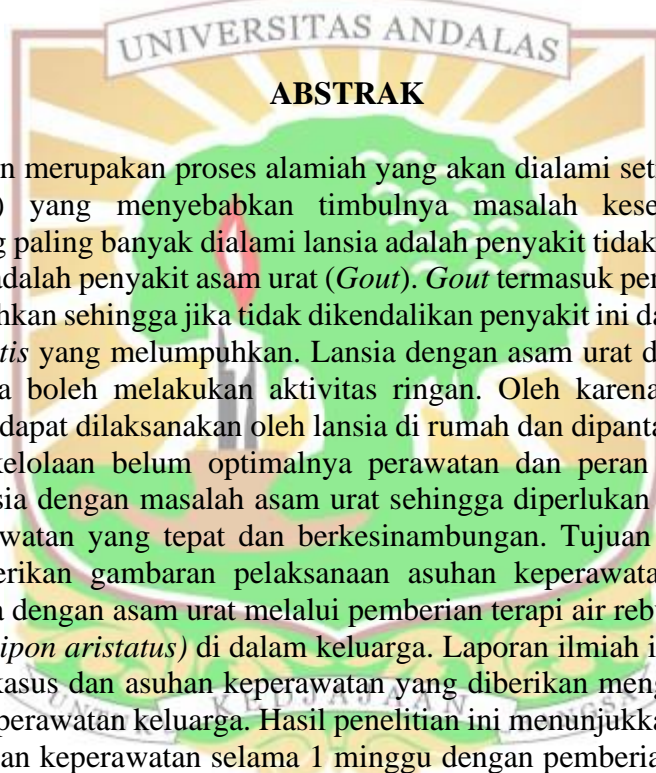 UNIVERSITAS ANDALAS
ABSTRAK
n merupakan proses alamiah yang akan dialami set
) yang menyebabkan timbulnya masalah kese
g paling banyak dialami lansia adalah penyakit tidak
adalah penyakit asam urat (Gout). Gout termasuk per
hkan sehingga jika tidak dikendalikan penyakit ini da
tis yang melumpuhkan. Lansia dengan asam urat d
a boleh melakukan aktivitas ringan. Oleh karena
dapat dilaksanakan oleh lansia di rumah dan dipanta
kelolaan belum optimalnya perawatan dan peran
sia dengan masalah asam urat sehingga diperlukan
watan yang tepat dan berkesinambungan. Tujuan
erikan gambaran pelaksanaan asuhan keperawata
a dengan asam urat melalui pemberian terapi air reb
ipon aristatus) di dalam keluarga. Laporan ilmiah i
kasus dan asuhan keperawatan yang diberikan meng
perawatan keluarga. Hasil penelitian ini menunjukka
an keperawatan selama 1 minggu dengan pemberia